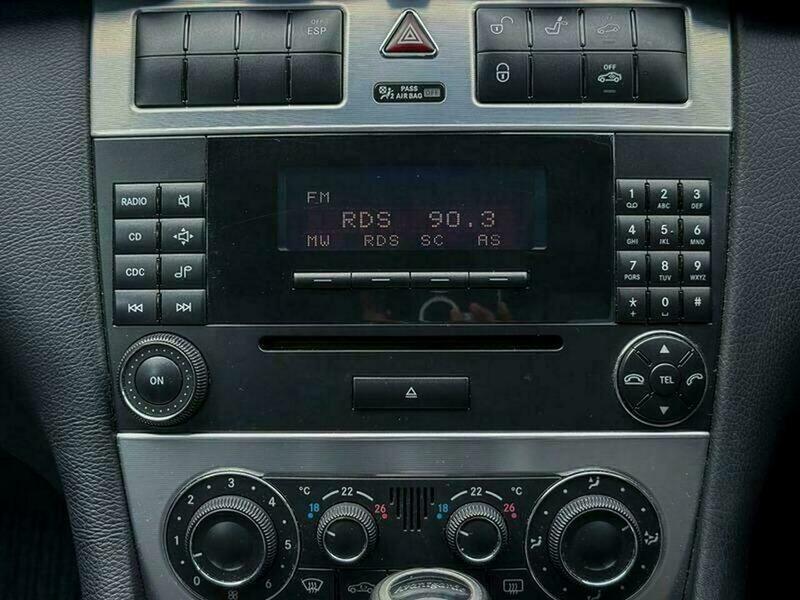 OFF
ESP
PASS
AIR BAG OFF
OFF
RADIO
CD
CDC
FM
RDS 90.3
MW RDS SC AS
1 2 ABC 3 DEF
4 GHI 5 JKL 6 MNO
7 PQRS 8 TUV 9 WXYZ
* + 0 #
ON
TEL
0 1 2 3 4 5 6
°C 18 22 26
18 22 26 °C
Avantgarde